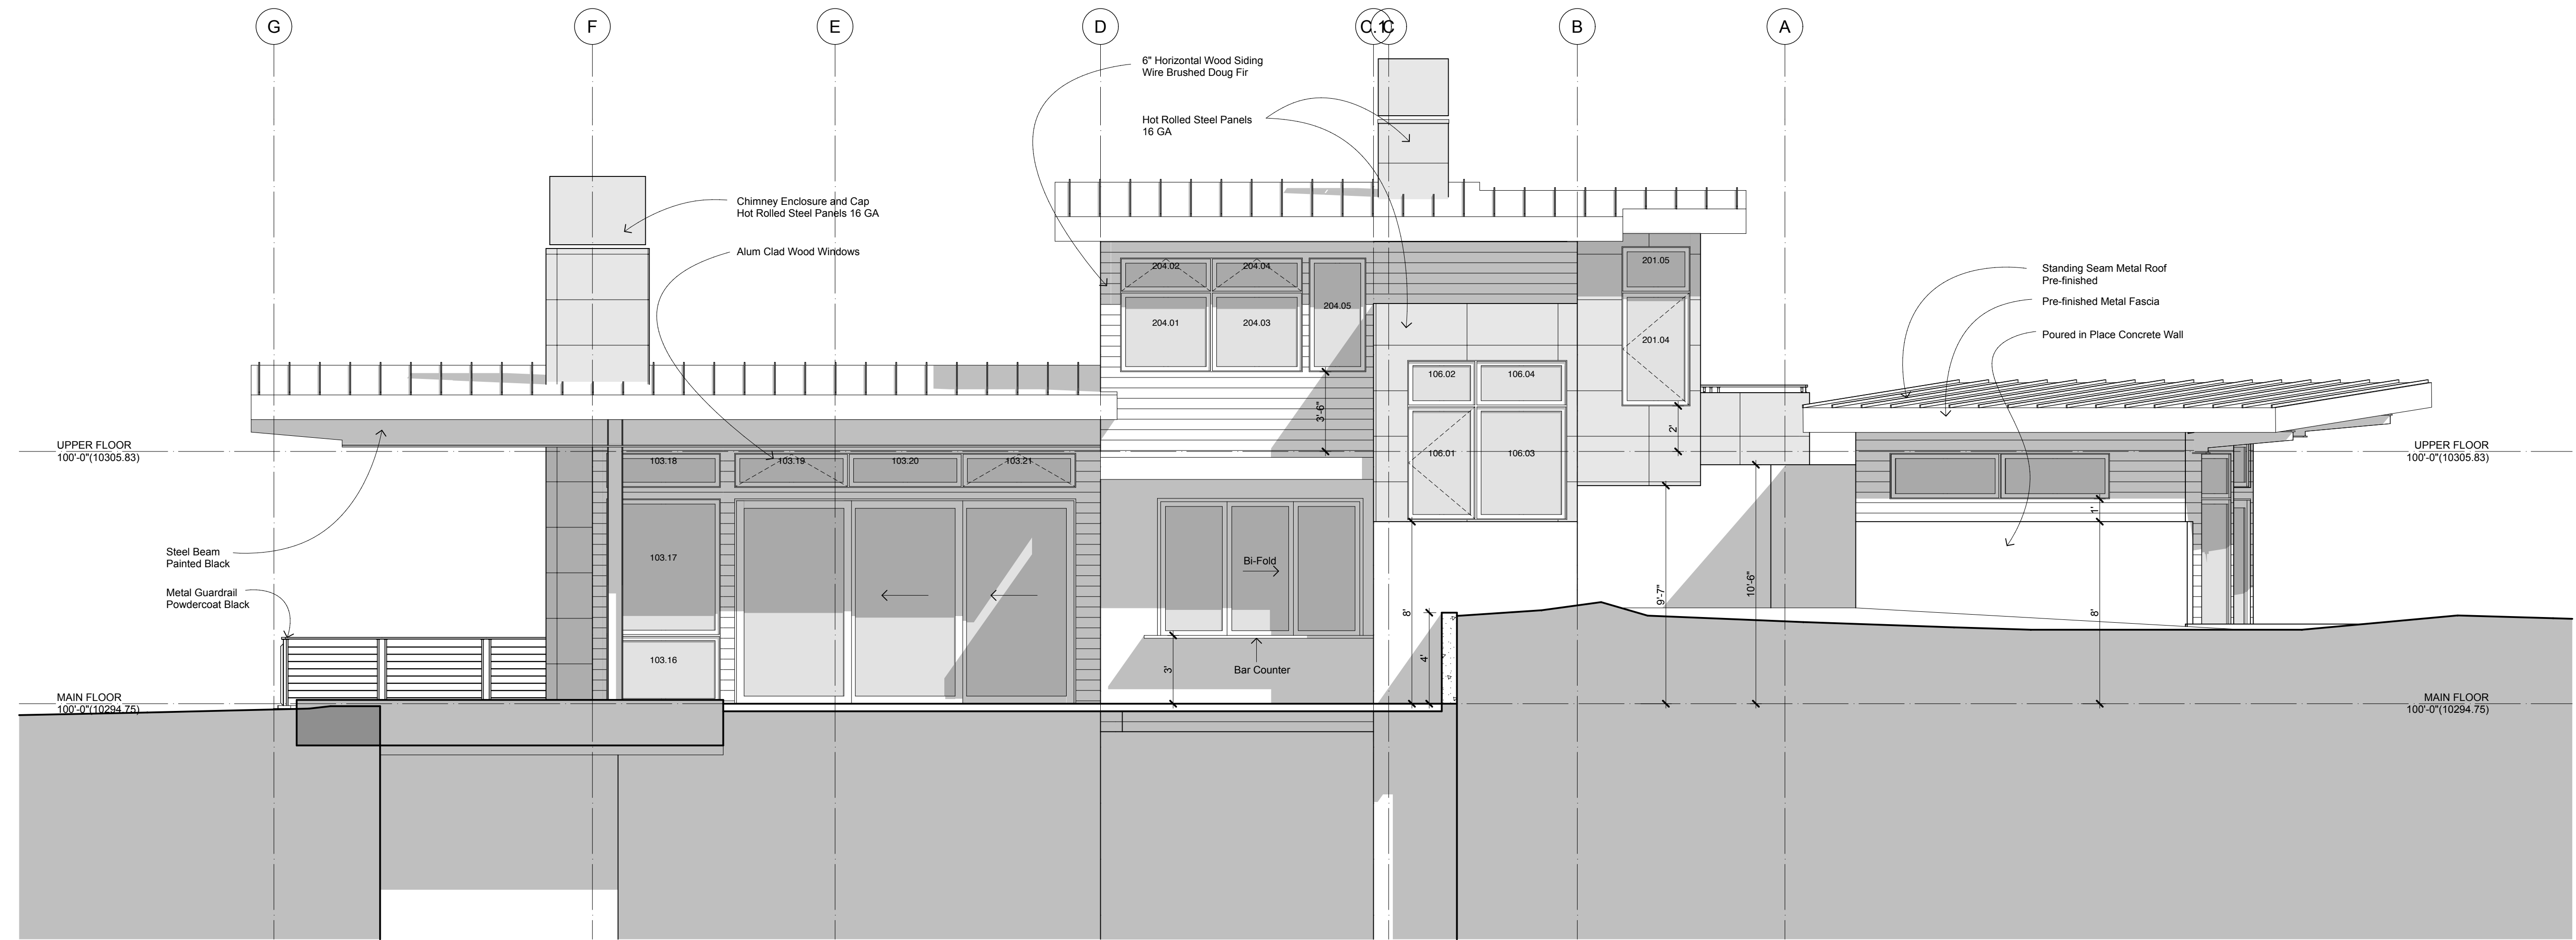 G
F
E
D
C.1
C
B
A
6" Horizontal Wood Siding
Wire Brushed Doug Fir
Hot Rolled Steel Panels
16 GA
Chimney Enclosure and Cap
Hot Rolled Steel Panels 16 GA
Alum Clad Wood Windows
Standing Seam Metal Roof
Pre-finished
Pre-finished Metal Fascia
Poured in Place Concrete Wall
204.02
204.04
204.05
204.01
204.03
201.05
201.04
106.02
106.04
106.01
106.03
3'-6"
2'
UPPER FLOOR
100'-0"(10305.83)
UPPER FLOOR
100'-0"(10305.83)
103.18
103.19
103.20
103.21
103.17
103.16
Steel Beam
Painted Black
Metal Guardrail
Powdercoat Black
Bi-Fold
Bar Counter
3'
8'
4'
9'-7"
10'-6"
1'
8'
MAIN FLOOR
100'-0"(10294.75)
MAIN FLOOR
100'-0"(10294.75)